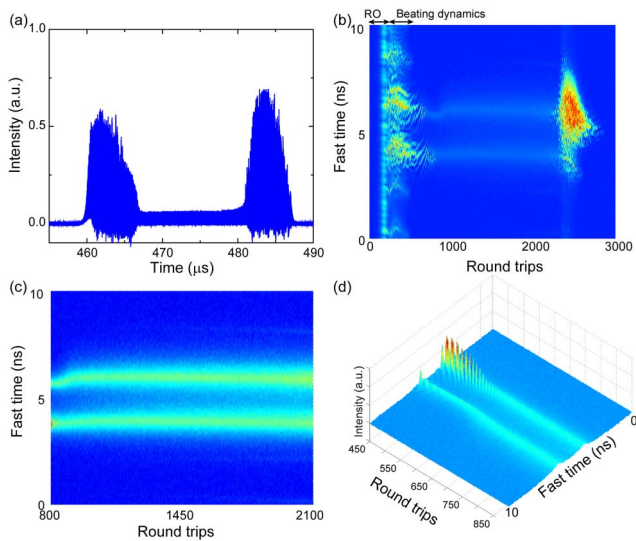 (a)
1.0
0.5
0.0
Intensity (a.u.)
460
470
480
490
Time (μs)
(b)
RO
Beating dynamics
10
5
0
Fast time (ns)
0
1000
2000
3000
Round trips
(c)
10
5
0
Fast time (ns)
800
1450
2100
Round trips
(d)
Intensity (a.u.)
450
550
650
750
850
Round trips
10
0
Fast time (ns)